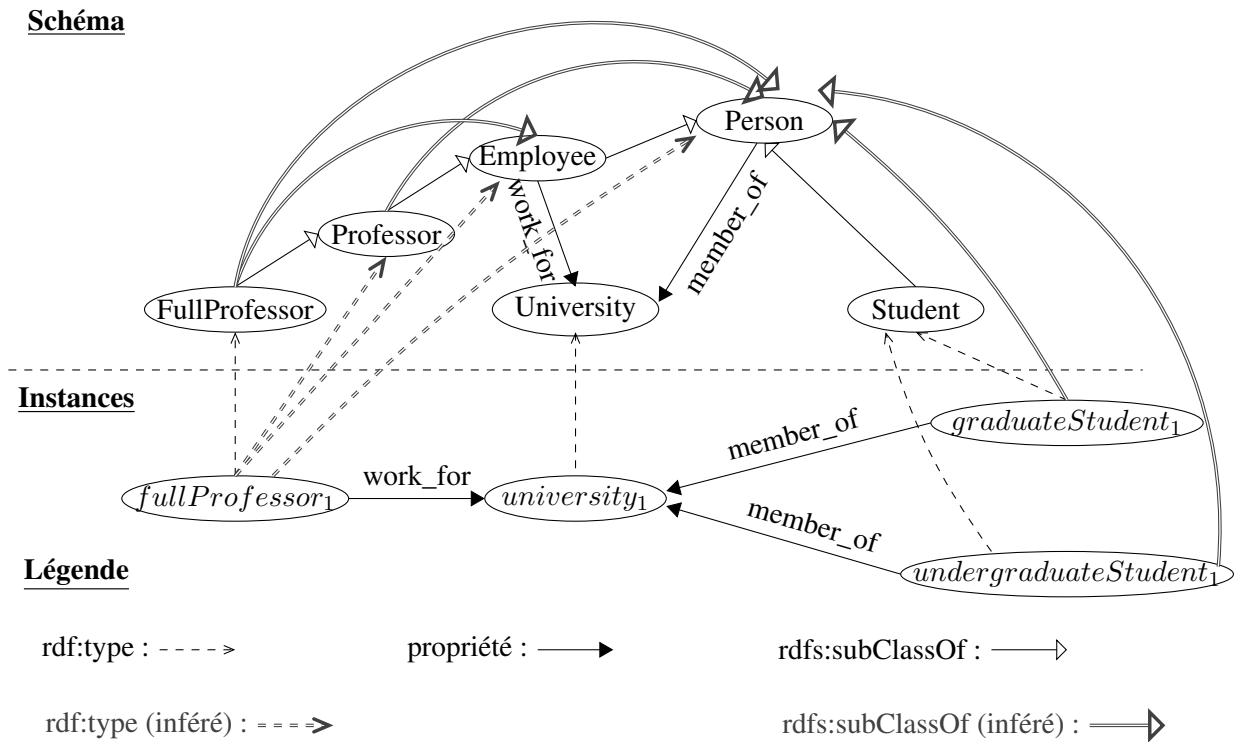 Schéma
Person
Employee
work_for
member_of
Professor
FullProfessor
University
Student
Instances
graduateStudent₁
member_of
work_for
fullProfessor₁
university₁
member_of
undergraduateStudent₁
Légende
rdf:type :
propriété :
rdfs:subClassOf :
rdf:type (inféré) :
rdfs:subClassOf (inféré) :